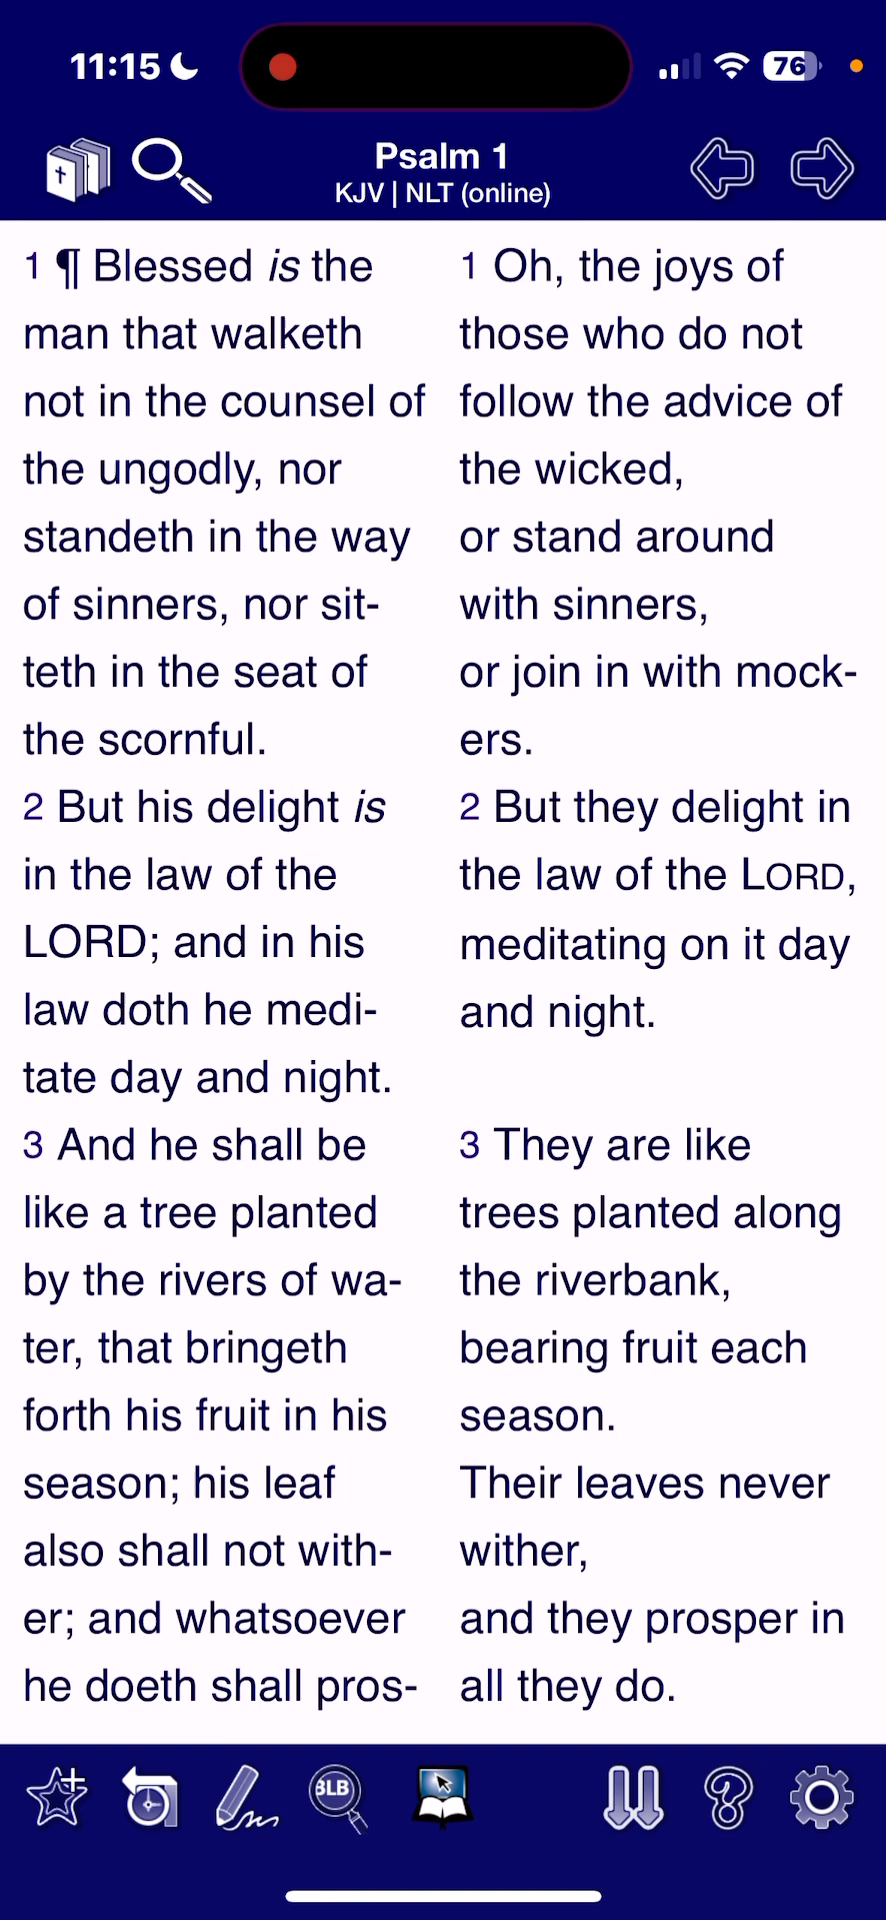 11:15
76
Psalm 1
KJV | NLT (online)
1 ¶ Blessed is the
man that walketh
not in the counsel of
the ungodly, nor
standeth in the way
of sinners, nor sit-
teth in the seat of
the scornful.
2 But his delight is
in the law of the
LORD; and in his
law doth he medi-
tate day and night.
3 And he shall be
like a tree planted
by the rivers of wa-
ter, that bringeth
forth his fruit in his
season; his leaf
also shall not with-
er; and whatsoever
he doeth shall pros-
1 Oh, the joys of
those who do not
follow the advice of
the wicked,
or stand around
with sinners,
or join in with mock-
ers.
2 But they delight in
the law of the LORD,
meditating on it day
and night.
3 They are like
trees planted along
the riverbank,
bearing fruit each
season.
Their leaves never
wither,
and they prosper in
all they do.
BLB